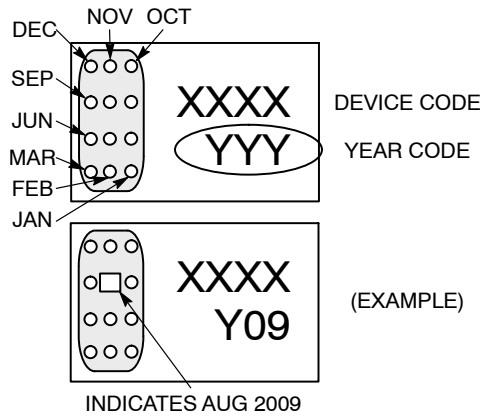 NOV OCT
DEC
SEP
XXXX DEVICE CODE
JUN
YYY YEAR CODE
MAR
FEB
JAN
XXXX
(EXAMPLE)
Y09
INDICATES AUG 2009